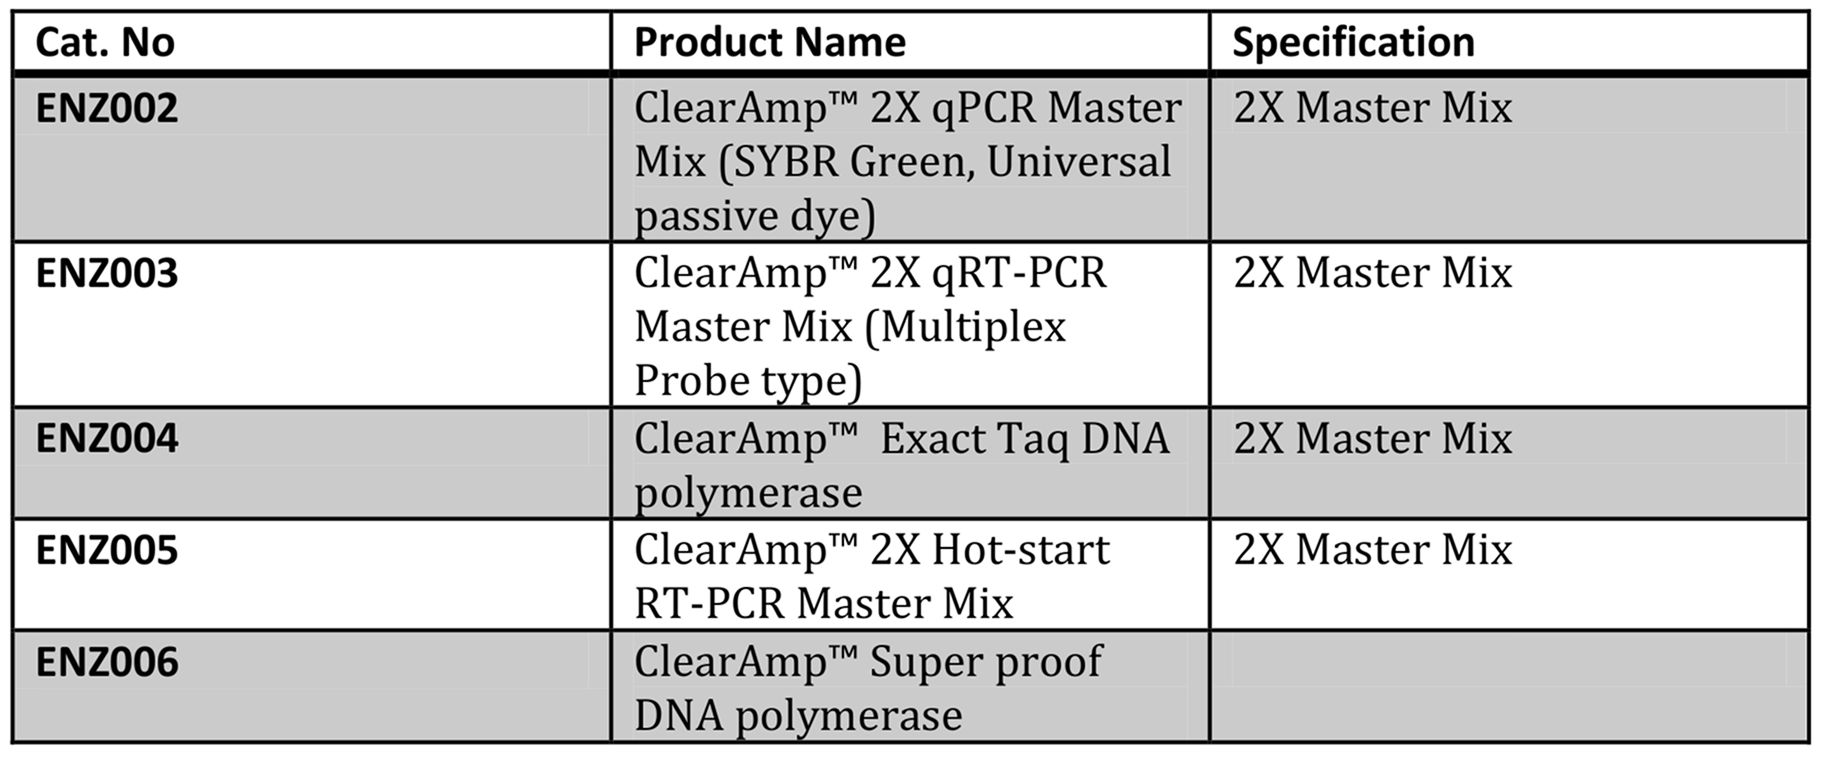 Cat. No Product Name Specification
ENZ002 ClearAmp™ 2X qPCR Master 2X Master Mix
Mix (SYBR Green, Universal
passive dye)
ENZ003 ClearAmp™ 2X qRT-PCR 2X Master Mix
Master Mix (Multiplex
Probe type)
ENZ004 ClearAmp™ Exact Taq DNA 2X Master Mix
polymerase
ENZ005 ClearAmp™ 2X Hot-start 2X Master Mix
RT-PCR Master Mix
ENZ006 ClearAmp™ Super proof
DNA polymerase